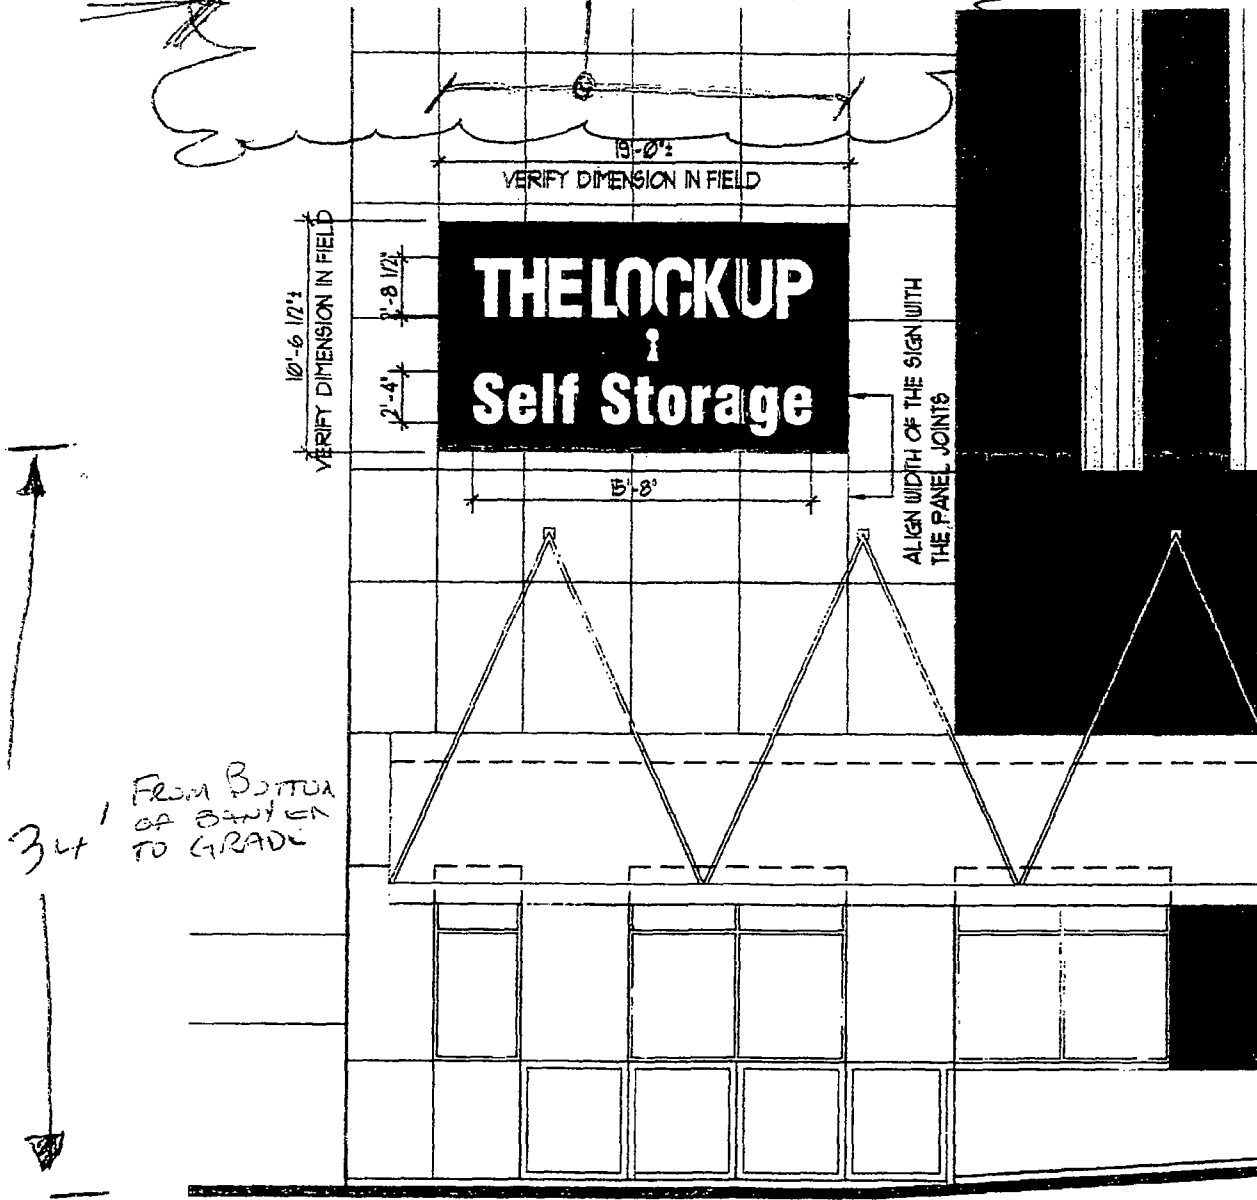 19'-0"±
VERIFY DIMENSION IN FIELD
10'-6 1/2"±
VERIFY DIMENSION IN FIELD
2'-8 1/2"
THE LOCK UP
2'-4"
Self Storage
15'-8"
ALIGN WIDTH OF THE SIGN WITH
THE PANEL JOINTS
34'
FROM BOTTOM
OF BANNER
TO GRADE